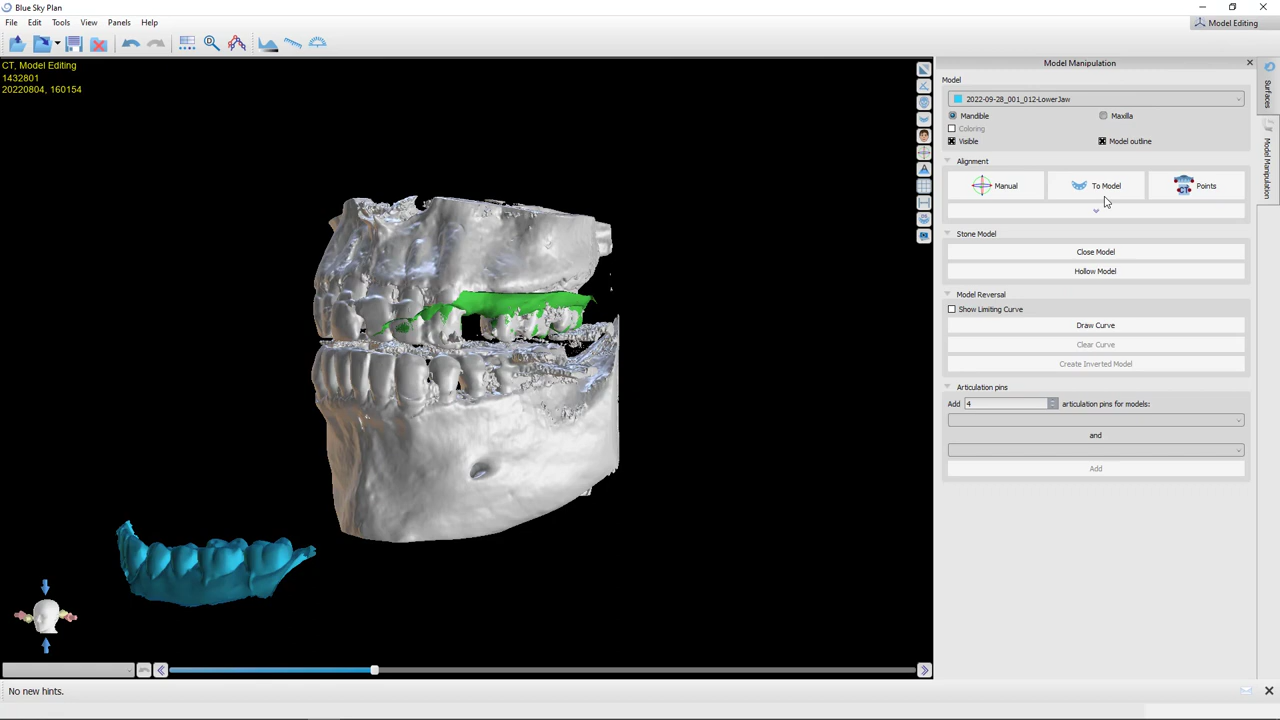 Blue Sky Plan
File Edit Tools View Panels Help
Model Editing
CT, Model Editing
1432801
20220804, 160154
Model Manipulation
Model
2022-09-28_001_012-LowerJaw
Mandible Maxilla
Coloring
Visible Model outline
Alignment
Manual To Model Points
Stone Model
Close Model
Hollow Model
Model Reversal
Show Limiting Curve
Draw Curve
Clear Curve
Create Inverted Model
Articulation pins
Add 4 articulation pins for models:
and
Add
Surfaces
Model Manipulation
No new hints.